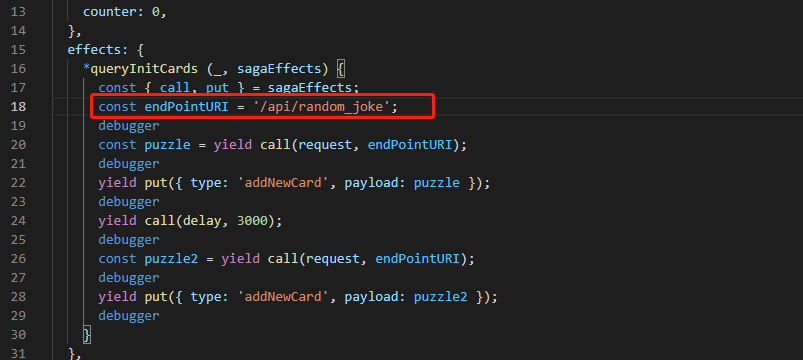 13 counter: 0,
14 },
15 effects: {
16 *queryInitCards (_, sagaEffects) {
17 const { call, put } = sagaEffects;
18 const endPointURI = '/api/random_joke';
19 debugger
20 const puzzle = yield call(request, endPointURI);
21 debugger
22 yield put({ type: 'addNewCard', payload: puzzle });
23 debugger
24 yield call(delay, 3000);
25 debugger
26 const puzzle2 = yield call(request, endPointURI);
27 debugger
28 yield put({ type: 'addNewCard', payload: puzzle2 });
29 debugger
30 }
31 },